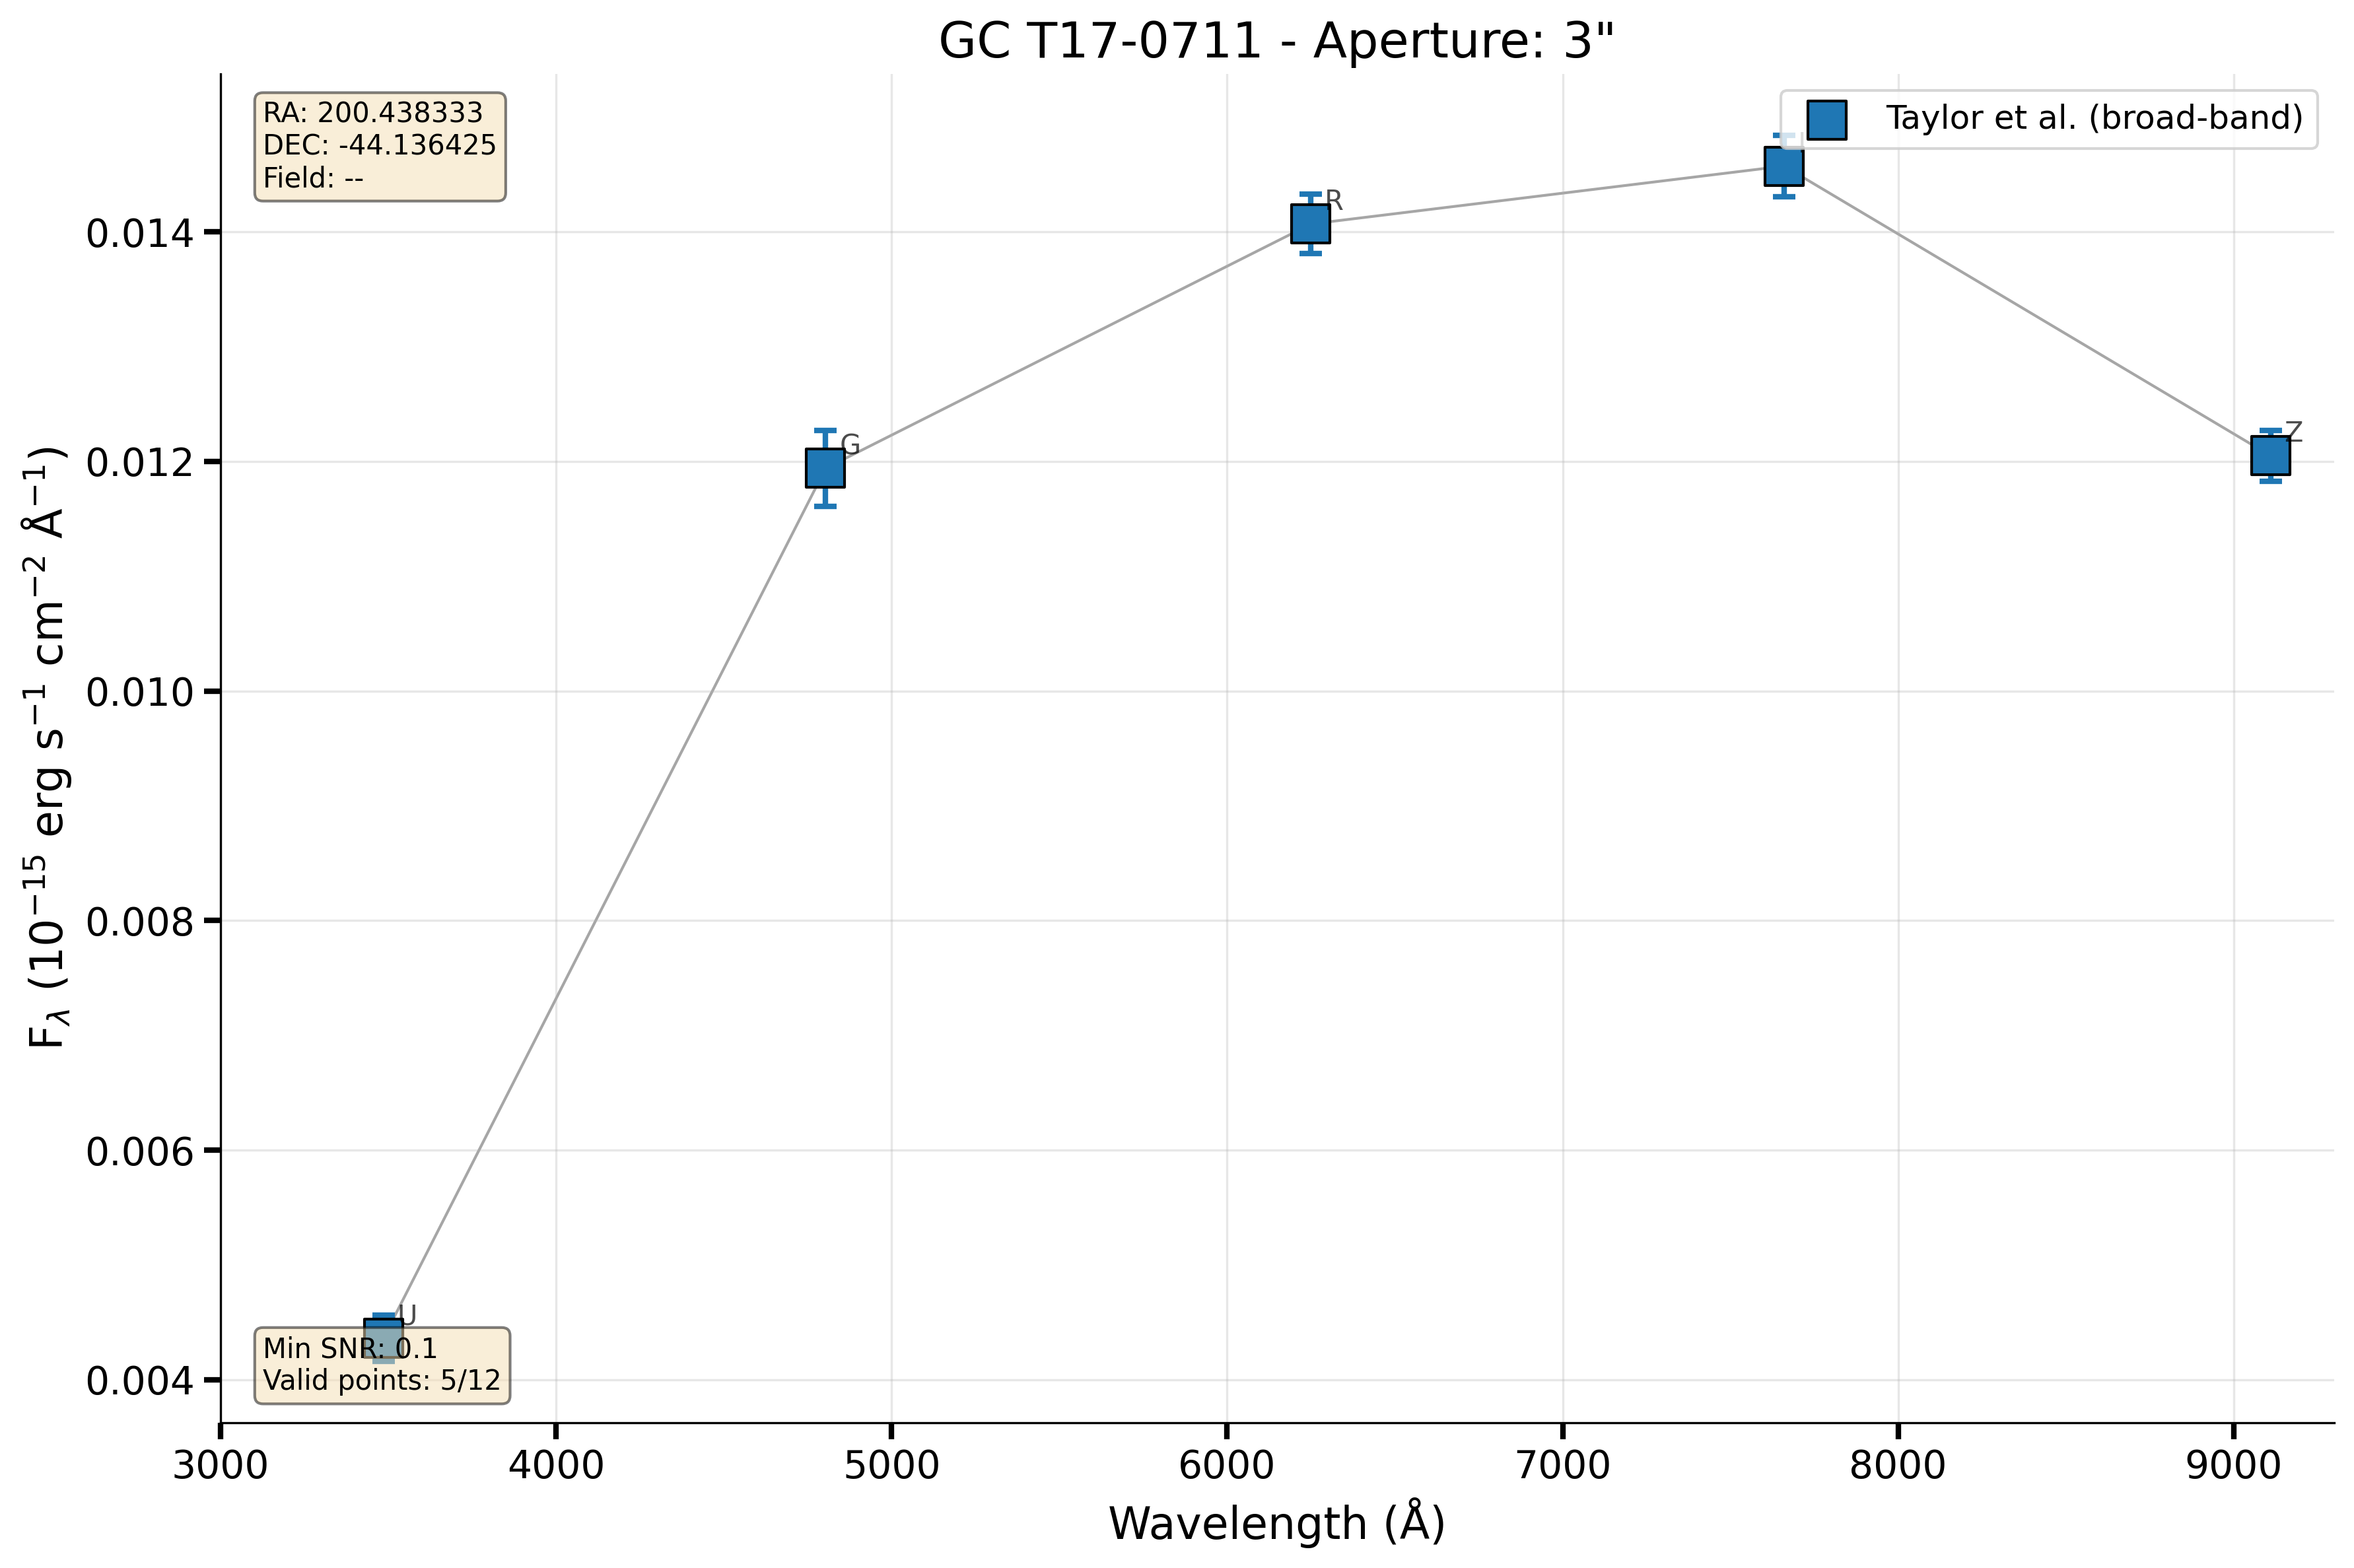 GC T17-0711 - Aperture: 3"
RA: 200.438333
DEC: -44.136425
Field: --
Taylor et al. (broad-band)
R
G
Z
U
Min SNR: 0.1
Valid points: 5/12
0.014
0.012
0.010
0.008
0.006
0.004
F_λ (10⁻¹⁵ erg s⁻¹ cm⁻² Å⁻¹)
3000 4000 5000 6000 7000 8000 9000
Wavelength (Å)